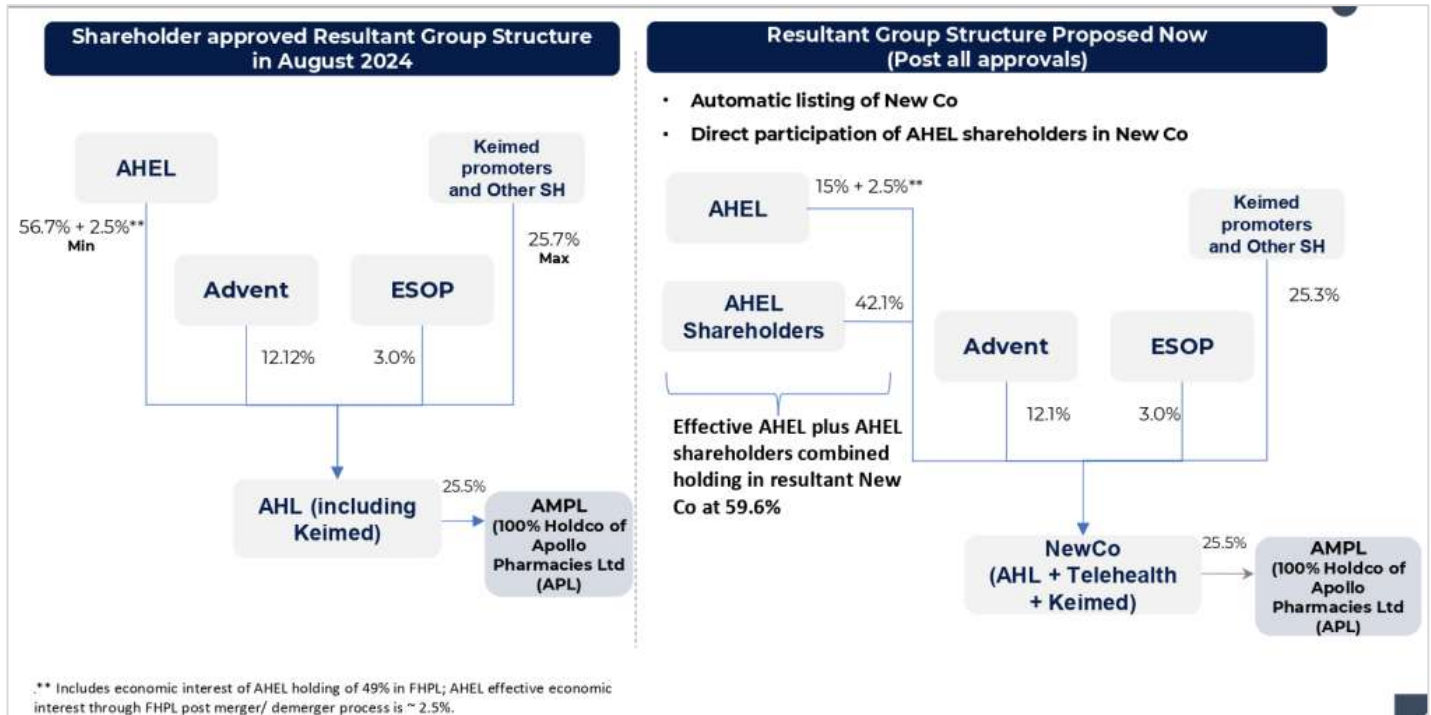 Shareholder approved Resultant Group Structure
in August 2024
AHEL
Keimed
promoters
and Other SH
56.7% + 2.5%**
Min
25.7%
Max
Advent
ESOP
12.12%
3.0%
AHL (including
Keimed)
25.5%
AMPL
(100% Holdco of
Apollo
Pharmacies Ltd
(APL)
.** Includes economic interest of AHEL holding of 49% in FHPL; AHEL effective economic
interest through FHPL post merger/ demerger process is ~ 2.5%.
Resultant Group Structure Proposed Now
(Post all approvals)
• Automatic listing of New Co
• Direct participation of AHEL shareholders in New Co
AHEL
15% + 2.5%**
Keimed
promoters
and Other SH
25.3%
AHEL
Shareholders
42.1%
Advent
ESOP
12.1%
3.0%
Effective AHEL plus AHEL
shareholders combined
holding in resultant New
Co at 59.6%
NewCo
(AHL + Telehealth
+ Keimed)
25.5%
AMPL
(100% Holdco of
Apollo
Pharmacies Ltd
(APL)